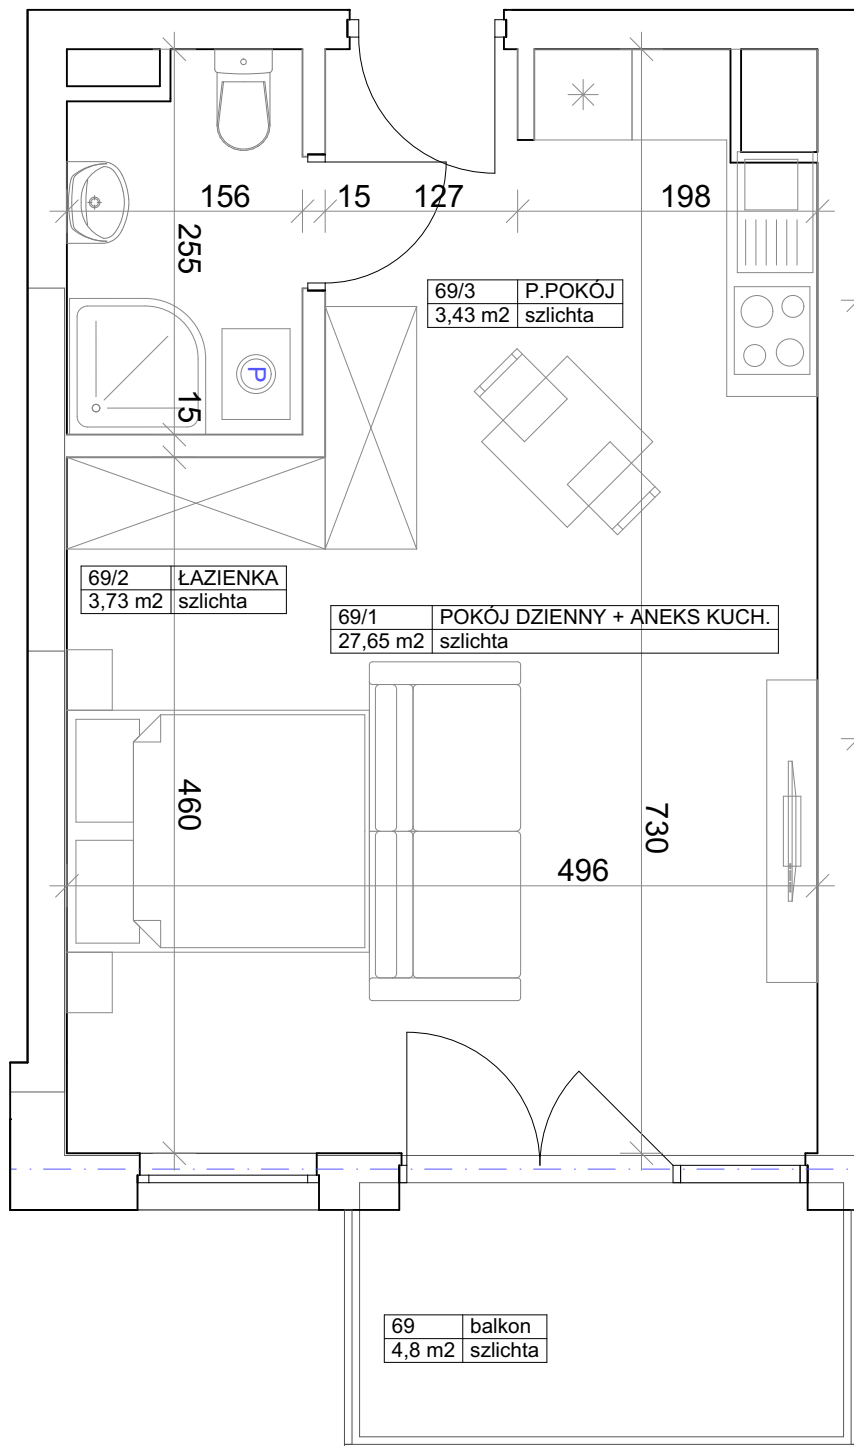 156
15
127
198
255
69/3 P.POKÓJ
3,43 m2 szlichta
P
15
69/2 ŁAZIENKA
3,73 m2 szlichta
69/1 POKÓJ DZIENNY + ANEKS KUCH.
27,65 m2 szlichta
460
730
496
69 balkon
4,8 m2 szlichta